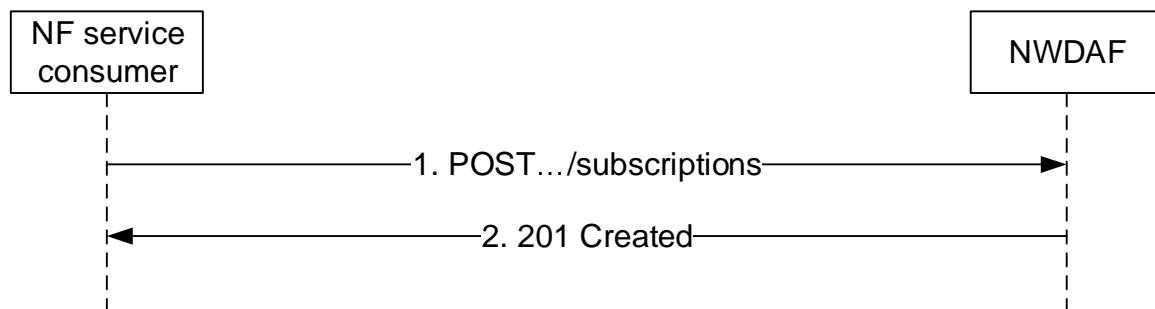 NF service
consumer
NWDAF
1. POST…/subscriptions
2. 201 Created